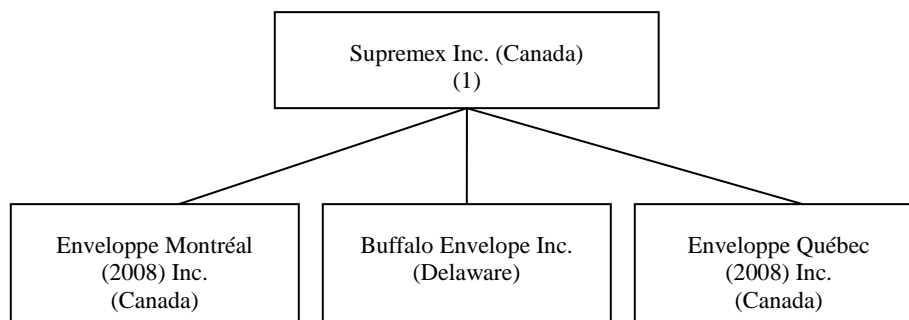 Supremex Inc. (Canada)
(1)
Enveloppe Montréal
(2008) Inc.
(Canada)
Buffalo Envelope Inc.
(Delaware)
Enveloppe Québec
(2008) Inc.
(Canada)